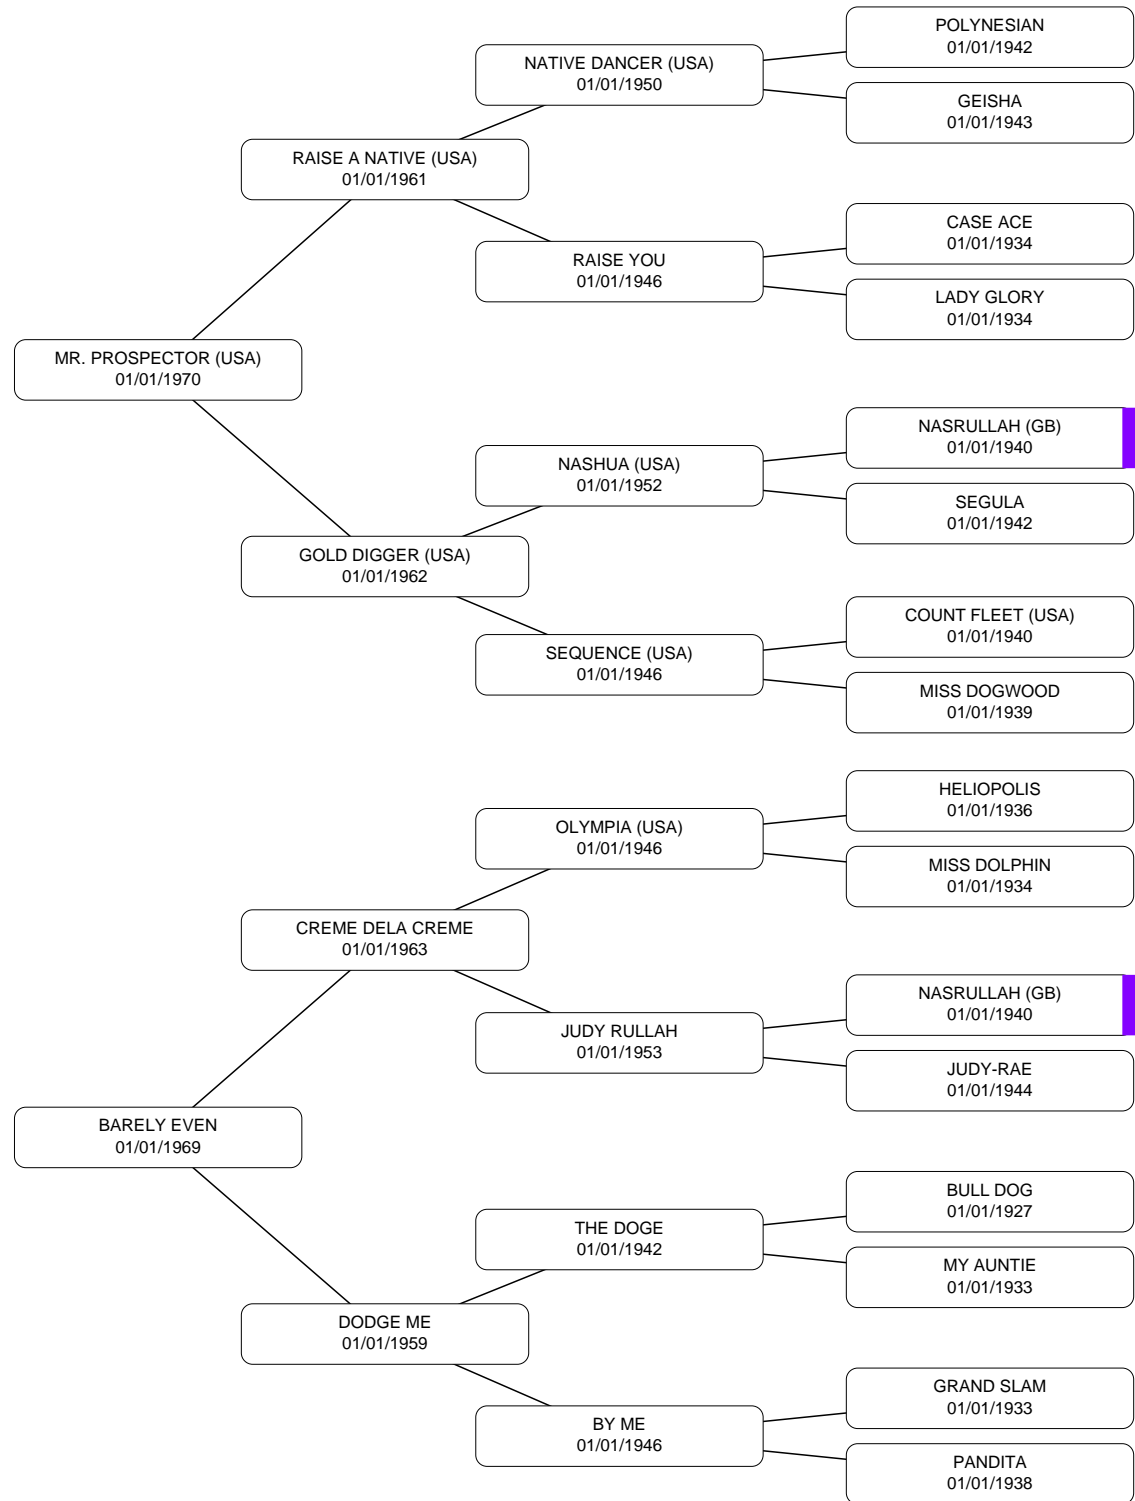 POLYNESIAN
01/01/1942
NATIVE DANCER (USA)
01/01/1950
GEISHA
01/01/1943
RAISE A NATIVE (USA)
01/01/1961
CASE ACE
01/01/1934
RAISE YOU
01/01/1946
LADY GLORY
01/01/1934
MR. PROSPECTOR (USA)
01/01/1970
NASRULLAH (GB)
01/01/1940
NASHUA (USA)
01/01/1952
SEGULA
01/01/1942
GOLD DIGGER (USA)
01/01/1962
COUNT FLEET (USA)
01/01/1940
SEQUENCE (USA)
01/01/1946
MISS DOGWOOD
01/01/1939
HELIOPOLIS
01/01/1936
OLYMPIA (USA)
01/01/1946
MISS DOLPHIN
01/01/1934
CREME DELA CREME
01/01/1963
NASRULLAH (GB)
01/01/1940
JUDY RULLAH
01/01/1953
JUDY-RAE
01/01/1944
BARELY EVEN
01/01/1969
BULL DOG
01/01/1927
THE DOGE
01/01/1942
MY AUNTIE
01/01/1933
DODGE ME
01/01/1959
GRAND SLAM
01/01/1933
BY ME
01/01/1946
PANDITA
01/01/1938